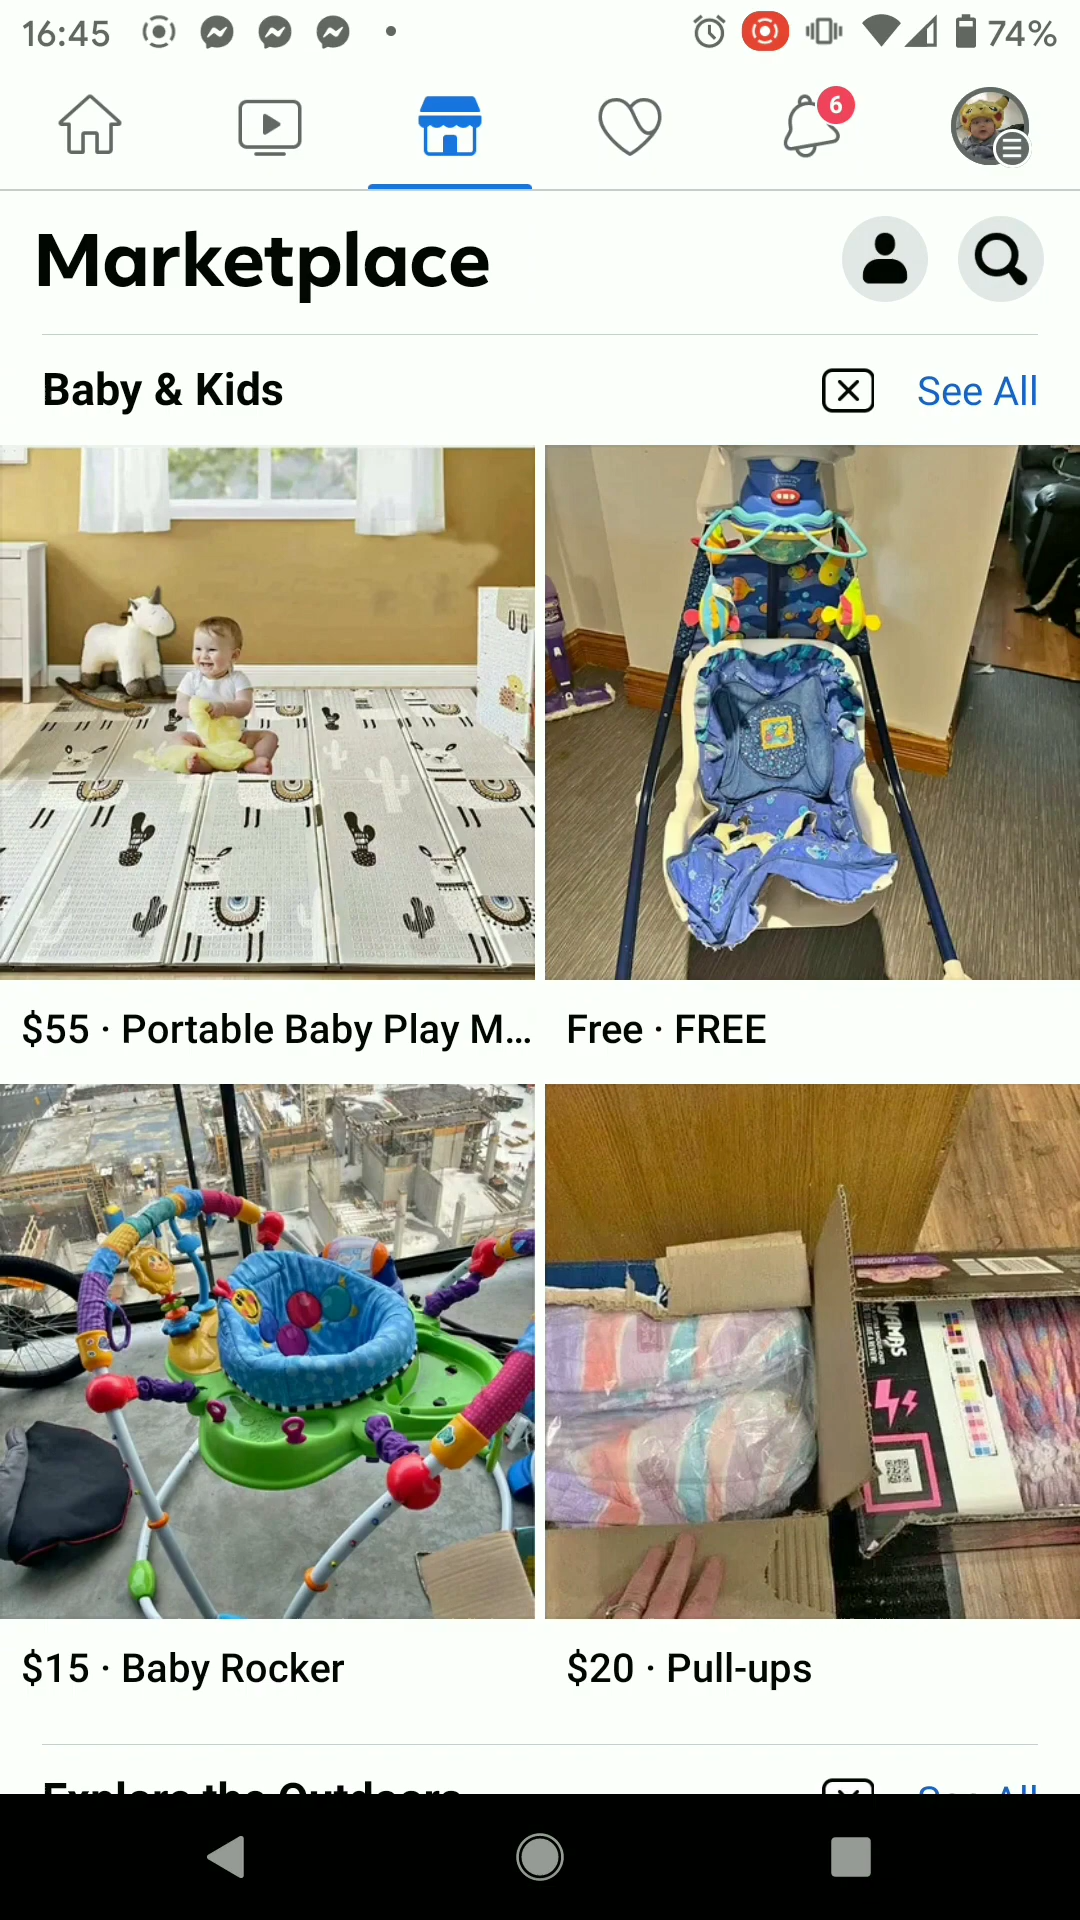 16:45
74%
6
Marketplace
Baby & Kids
See All
$55 · Portable Baby Play M...
Free · FREE
$15 · Baby Rocker
$20 · Pull-ups
Explore the Outdoors
See All